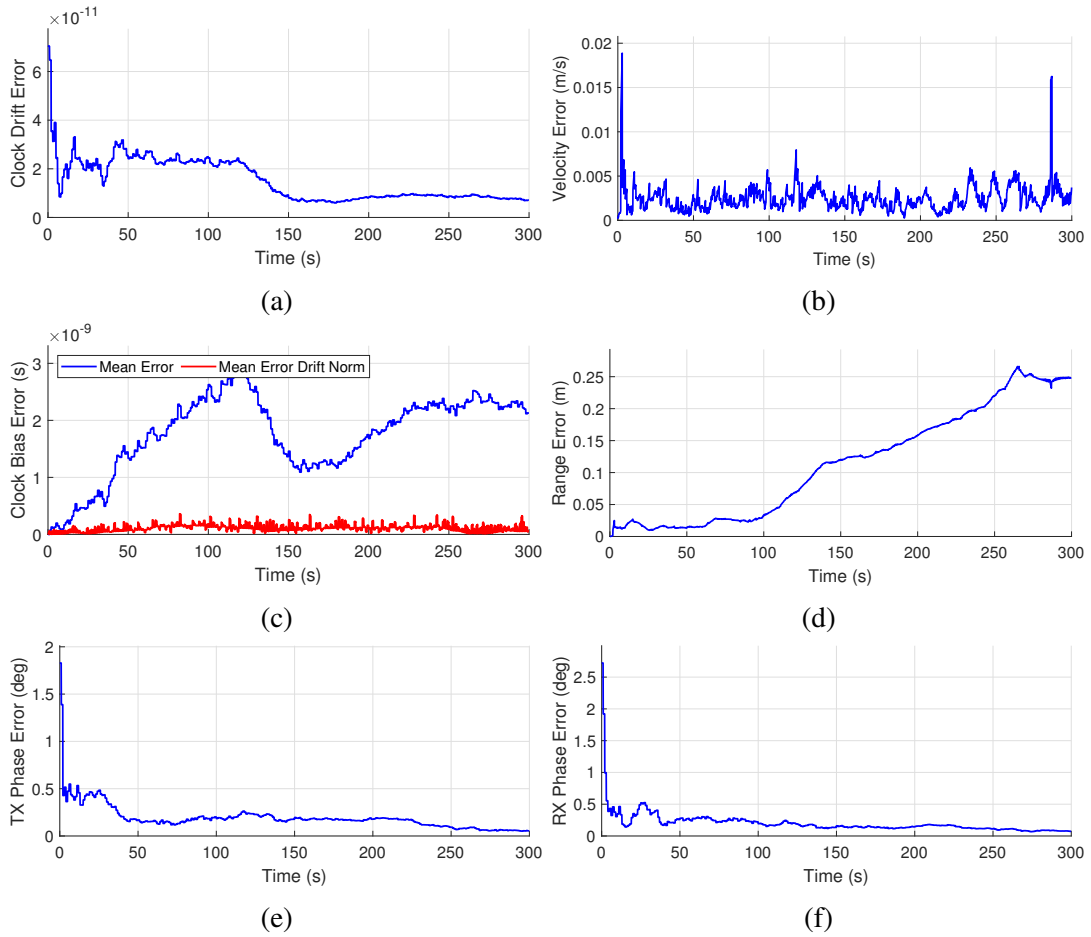 ×10⁻¹¹
Clock Drift Error
6
4
2
0
0 50 100 150 200 250 300
Time (s)
(a)
Velocity Error (m/s)
0.02
0.015
0.01
0.005
0
0 50 100 150 200 250 300
Time (s)
(b)
×10⁻⁹
Clock Bias Error (s)
Mean Error Mean Error Drift Norm
3
2
1
0
0 50 100 150 200 250 300
Time (s)
(c)
Range Error (m)
0.25
0.2
0.15
0.1
0.05
0
0 50 100 150 200 250 300
Time (s)
(d)
TX Phase Error (deg)
2
1.5
1
0.5
0
0 50 100 150 200 250 300
Time (s)
(e)
RX Phase Error (deg)
2.5
2
1.5
1
0.5
0
0 50 100 150 200 250 300
Time (s)
(f)